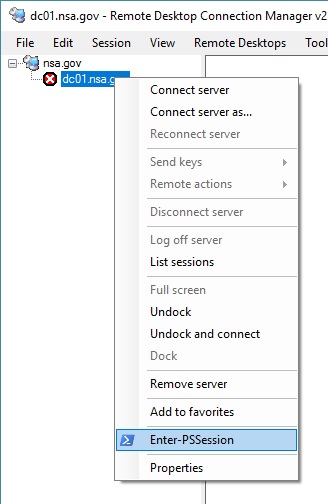 dc01.nsa.gov - Remote Desktop Connection Manager v2
File Edit Session View Remote Desktops Tool
nsa.gov
dc01.nsa.g
Connect server
Connect server as...
Reconnect server
Send keys
Remote actions
Disconnect server
Log off server
List sessions
Full screen
Undock
Undock and connect
Dock
Remove server
Add to favorites
Enter-PSSession
Properties